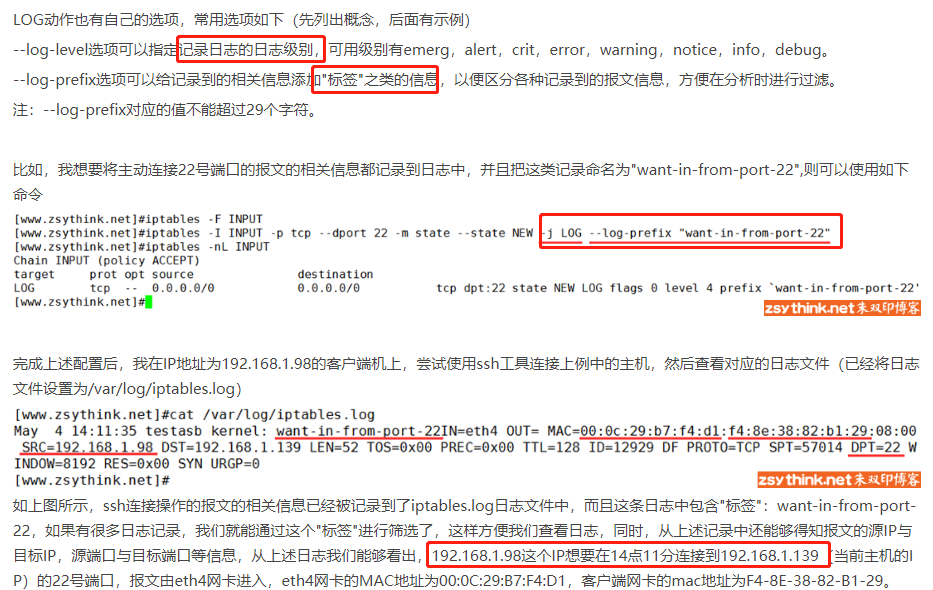 LOG动作也有自己的选项，常用选项如下（先列出概念，后面有示例）
--log-level选项可以指定记录日志的日志级别，可用级别有emerg，alert，crit，error，warning，notice，info，debug。
--log-prefix选项可以给记录到的相关信息添加"标签"之类的信息，以便区分各种记录到的报文信息，方便在分析时进行过滤。
注：--log-prefix对应的值不能超过29个字符。
比如，我想要将主动连接22号端口的报文的相关信息都记录到日志中，并且把这类记录命名为"want-in-from-port-22",则可以使用如下
命令
[www.zsythink.net]#iptables -F INPUT
[www.zsythink.net]#iptables -I INPUT -p tcp --dport 22 -m state --state NEW -j LOG --log-prefix "want-in-from-port-22"
[www.zsythink.net]#iptables -nL INPUT
Chain INPUT (policy ACCEPT)
target     prot opt source               destination
LOG        tcp  --  0.0.0.0/0            0.0.0.0/0            tcp dpt:22 state NEW LOG flags 0 level 4 prefix `want-in-from-port-22'
[www.zsythink.net]#
zsythink.net朱双印博客
完成上述配置后，我在IP地址为192.168.1.98的客户端机上，尝试使用ssh工具连接上例中的主机，然后查看对应的日志文件（已经将日志
文件设置为/var/log/iptables.log）
[www.zsythink.net]#cat /var/log/iptables.log
May  4 14:11:35 testasb kernel: want-in-from-port-22IN=eth4 OUT= MAC=00:0c:29:b7:f4:d1:f4:8e:38:82:b1:29:08:00
SRC=192.168.1.98 DST=192.168.1.139 LEN=52 TOS=0x00 PREC=0x00 TTL=128 ID=12929 DF PROTO=TCP SPT=57014 DPT=22 W
INDOW=8192 RES=0x00 SYN URGP=0
[www.zsythink.net]#
zsythink.net朱双印博客
如上图所示，ssh连接操作的报文的相关信息已经被记录到了iptables.log日志文件中，而且这条日志中包含"标签"：want-in-from-port-
22，如果有很多日志记录，我们就能通过这个"标签"进行筛选了，这样方便我们查看日志，同时，从上述记录中还能够得知报文的源IP与
目标IP，源端口与目标端口等信息，从上述日志我们能够看出，192.168.1.98这个IP想要在14点11分连接到192.168.1.139（当前主机的I
P）的22号端口，报文由eth4网卡进入，eth4网卡的MAC地址为00:0C:29:B7:F4:D1，客户端网卡的mac地址为F4-8E-38-82-B1-29。